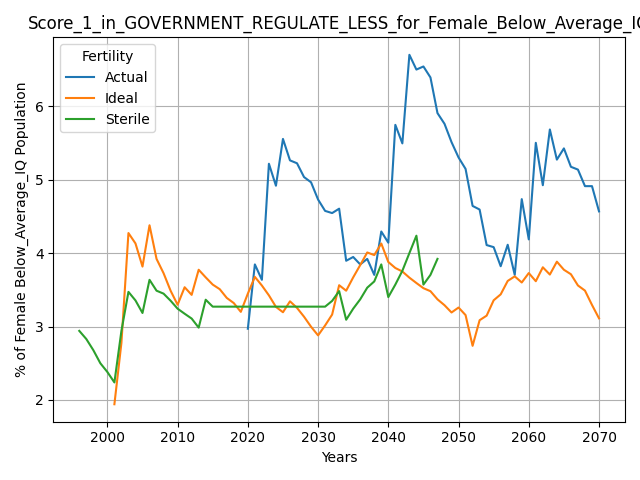 Score_1_in_GOVERNMENT_REGULATE_LESS_for_Female_Below_Average_IQ
Fertility
Actual
Ideal
Sterile
% of Female Below_Average_IQ Population
6
5
4
3
2
2000 2010 2020 2030 2040 2050 2060 2070
Years